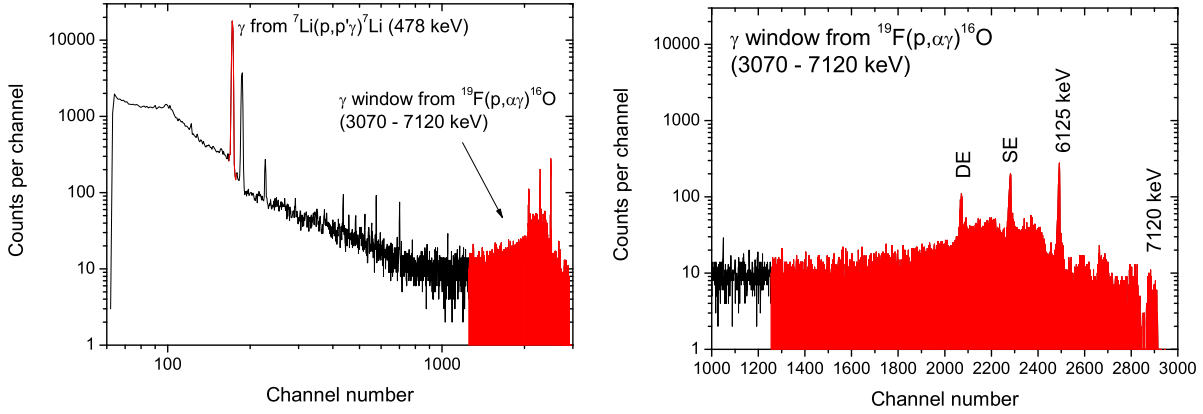 10000
1000
100
10
1
Counts per channel
γ from ⁷Li(p,p'γ)⁷Li (478 keV)
γ window from ¹⁹F(p,αγ)¹⁶O
(3070 - 7120 keV)
100
1000
Channel number
10000
1000
100
10
1
Counts per channel
γ window from ¹⁹F(p,αγ)¹⁶O
(3070 - 7120 keV)
DE
SE
6125 keV
7120 keV
1000 1200 1400 1600 1800 2000 2200 2400 2600 2800 3000
Channel number